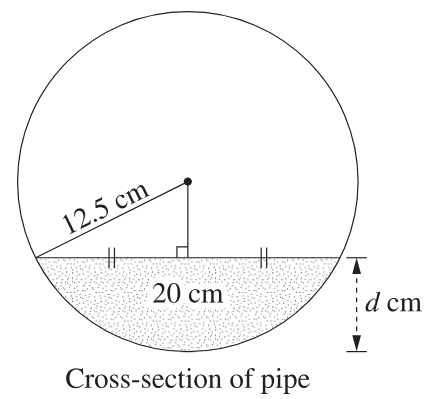 12.5 cm
20 cm
d cm
Cross-section of pipe